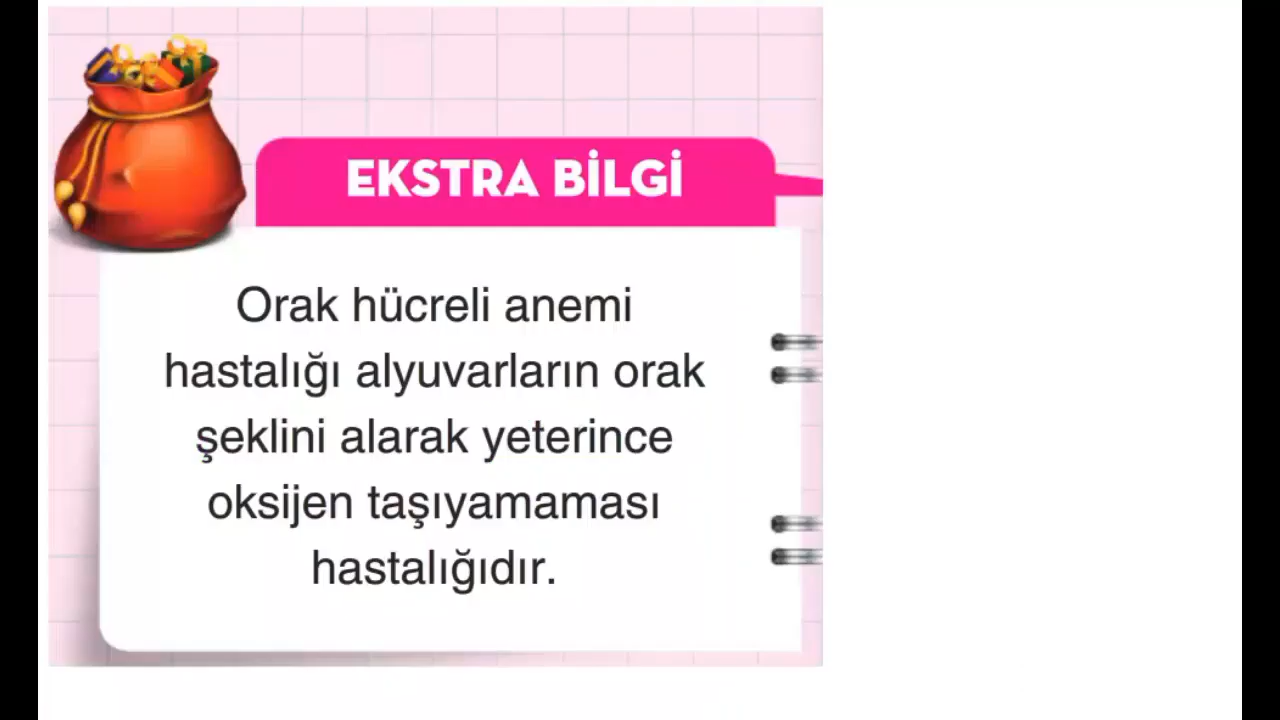 EKSTRA BİLGİ
Orak hücreli anemi
hastalığı alyuvarların orak
şeklini alarak yeterince
oksijen taşıyamaması
hastalığıdır.